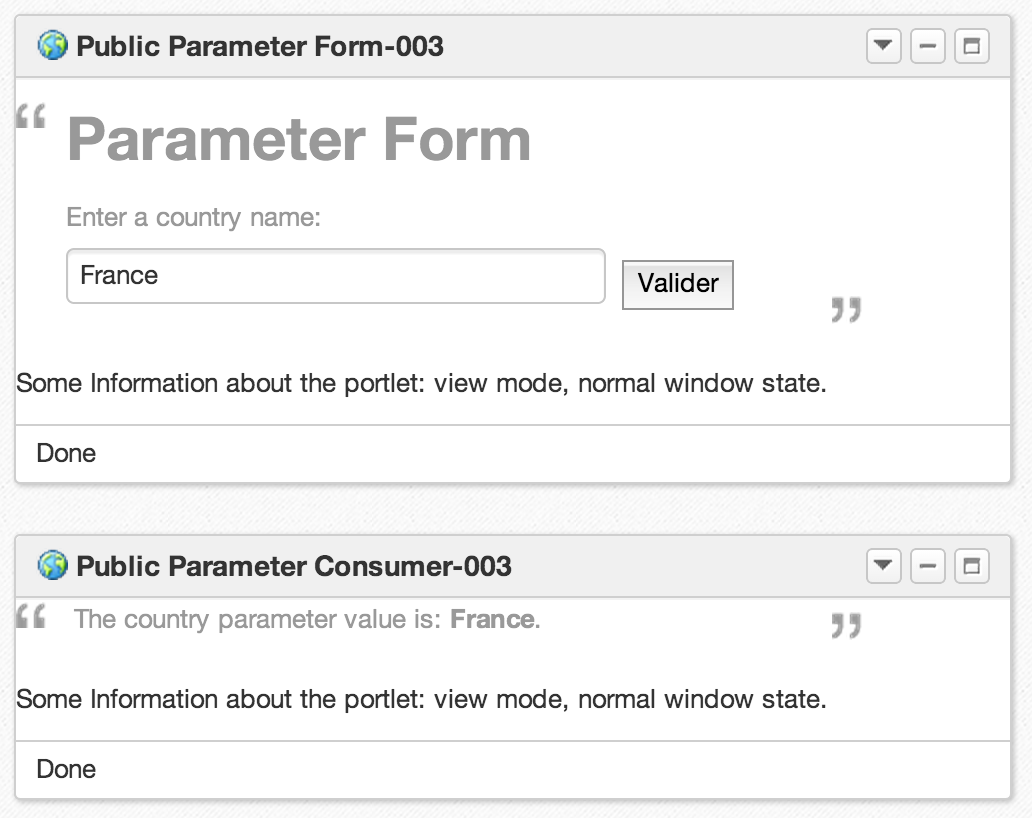 Public Parameter Form-003
“
Parameter Form
Enter a country name:
France
Valider
”
Some Information about the portlet: view mode, normal window state.
Done
Public Parameter Consumer-003
“ The country parameter value is: France. ”
Some Information about the portlet: view mode, normal window state.
Done